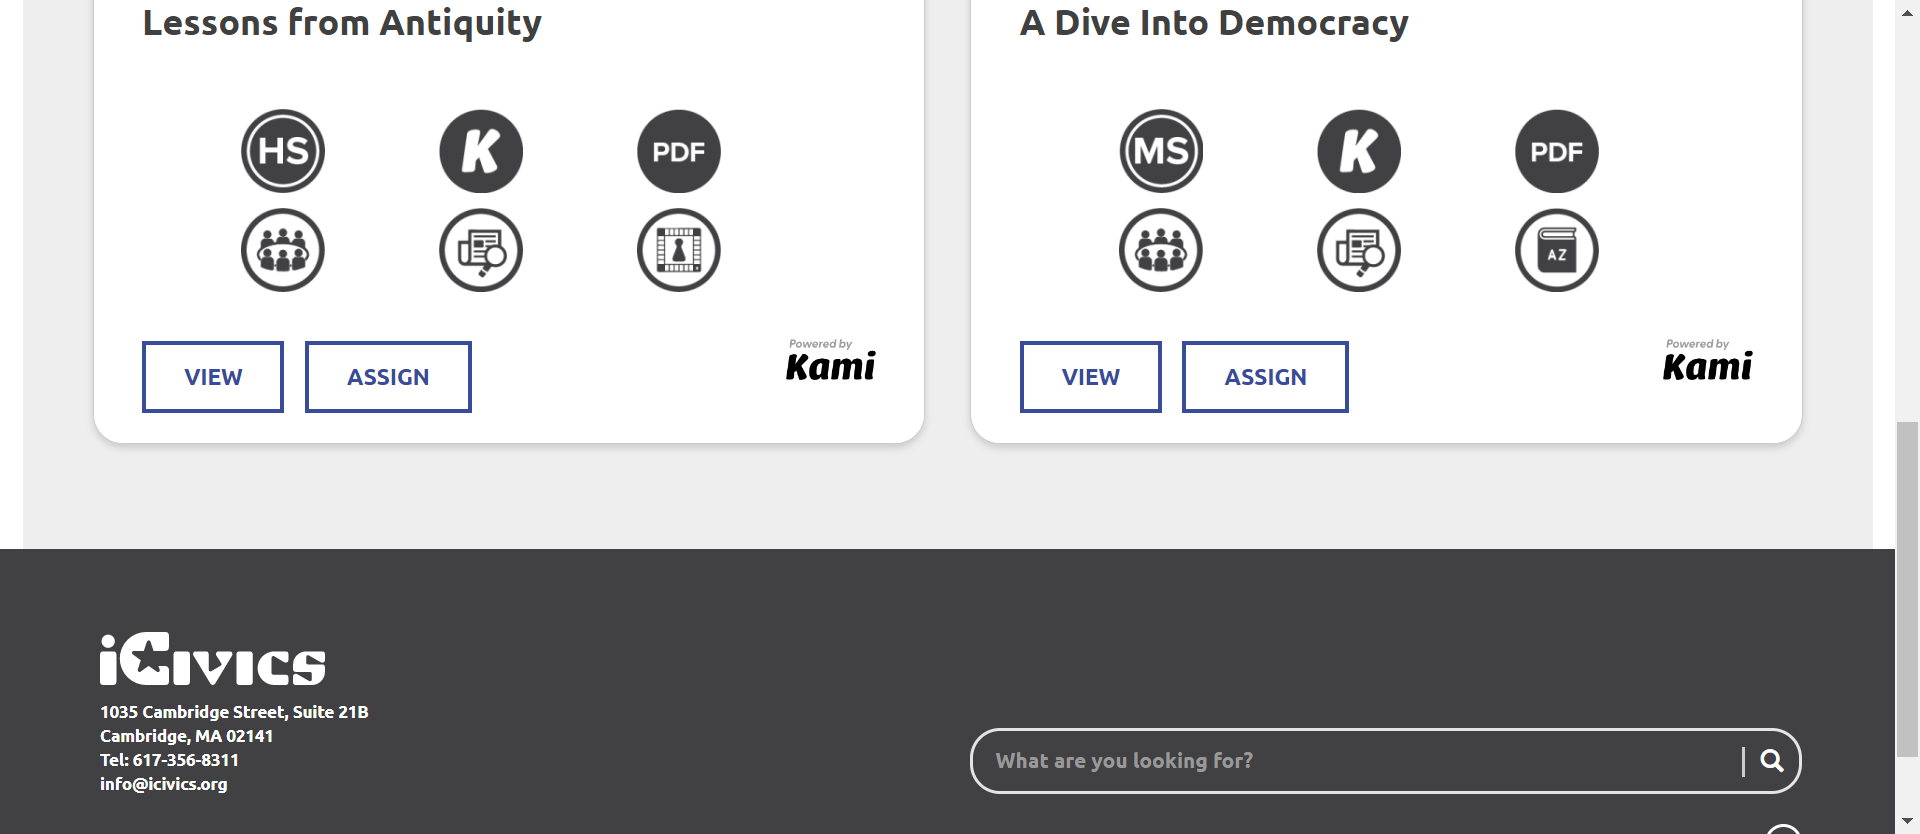 Lessons from Antiquity
HS
K
PDF
VIEW
ASSIGN
Powered by
Kami
A Dive Into Democracy
MS
K
PDF
AZ
VIEW
ASSIGN
Powered by
Kami
iCivics
1035 Cambridge Street, Suite 21B
Cambridge, MA 02141
Tel: 617-356-8311
info@icivics.org
What are you looking for?